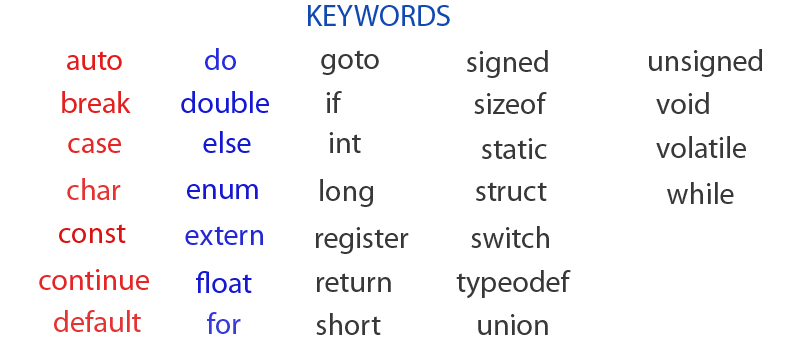 KEYWORDS
auto do goto signed unsigned
break double if sizeof void
case else int static volatile
char enum long struct while
const extern register switch
continue float return typeodef
default for short union